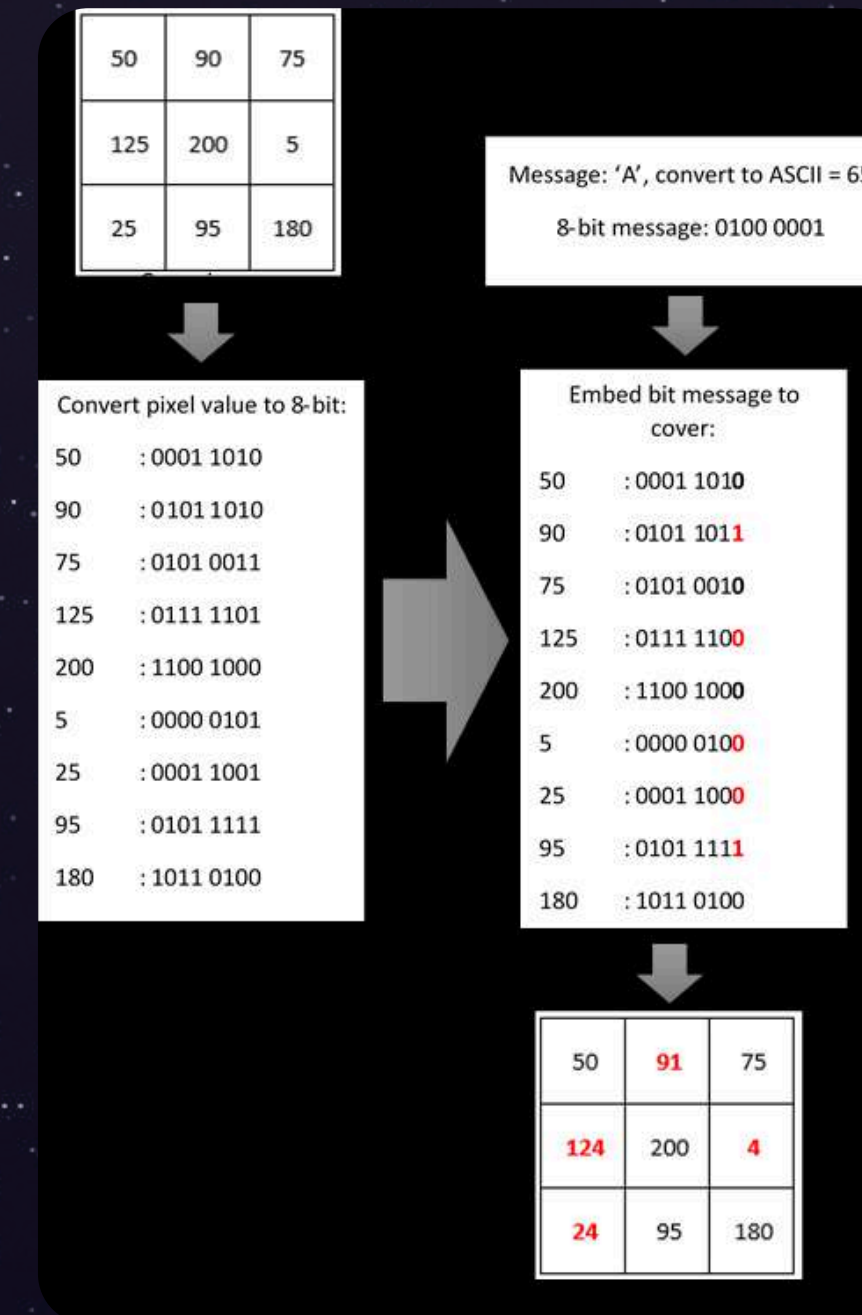 50 90 75
125 200 5
25 95 180
Message: 'A', convert to ASCII = 65
8-bit message: 0100 0001
Convert pixel value to 8-bit:
50 : 0001 1010
90 : 0101 1010
75 : 0101 0011
125 : 0111 1101
200 : 1100 1000
5 : 0000 0101
25 : 0001 1001
95 : 0101 1111
180 : 1011 0100
Embed bit message to
cover:
50 : 0001 1010
90 : 0101 1011
75 : 0101 0010
125 : 0111 1100
200 : 1100 1000
5 : 0000 0100
25 : 0001 1000
95 : 0101 1111
180 : 1011 0100
50 91 75
124 200 4
24 95 180